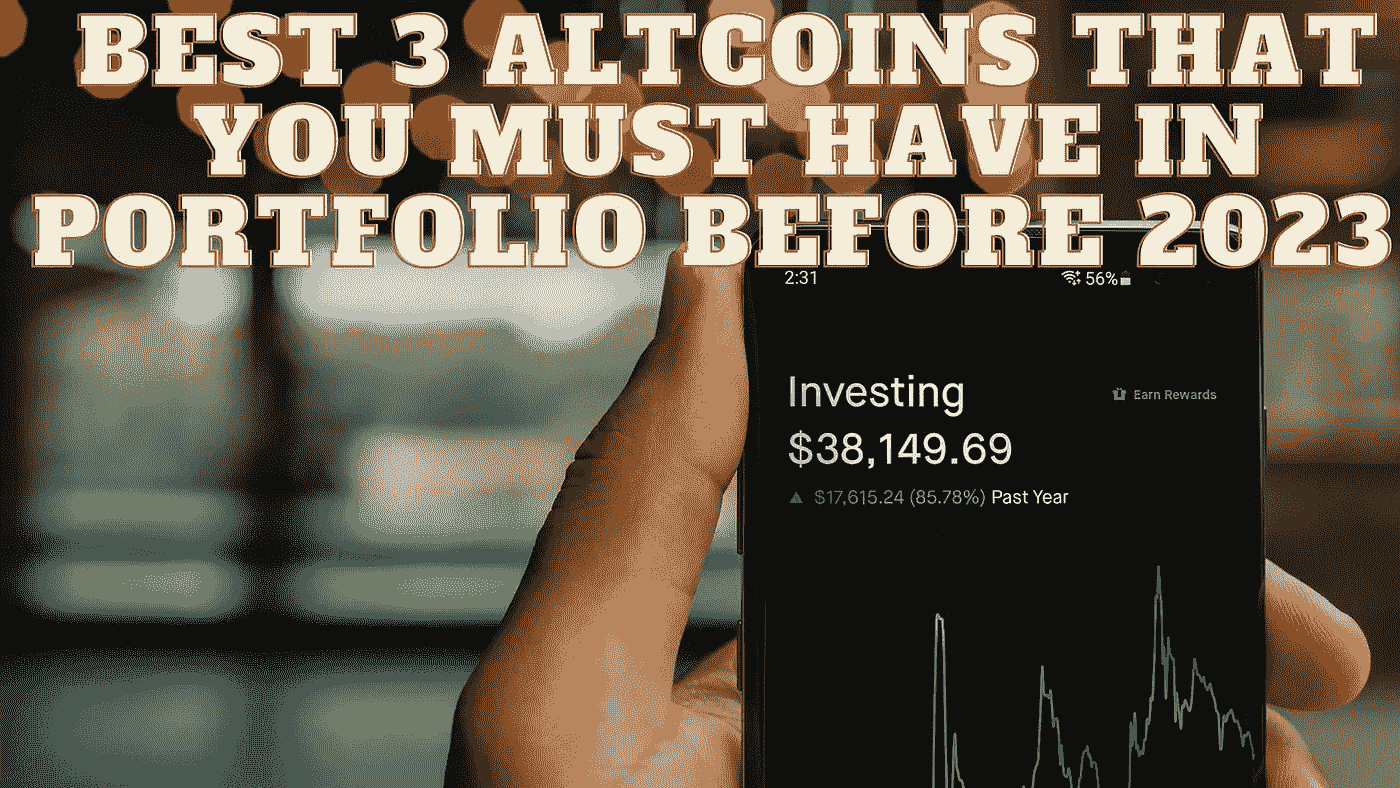 BEST 3 ALTCOINS THAT
YOU MUST HAVE IN
PORTFOLIO BEFORE 2023
2:31
56%
Investing
Earn Rewards
$38,149.69
$17,615.24 (85.78%) Past Year